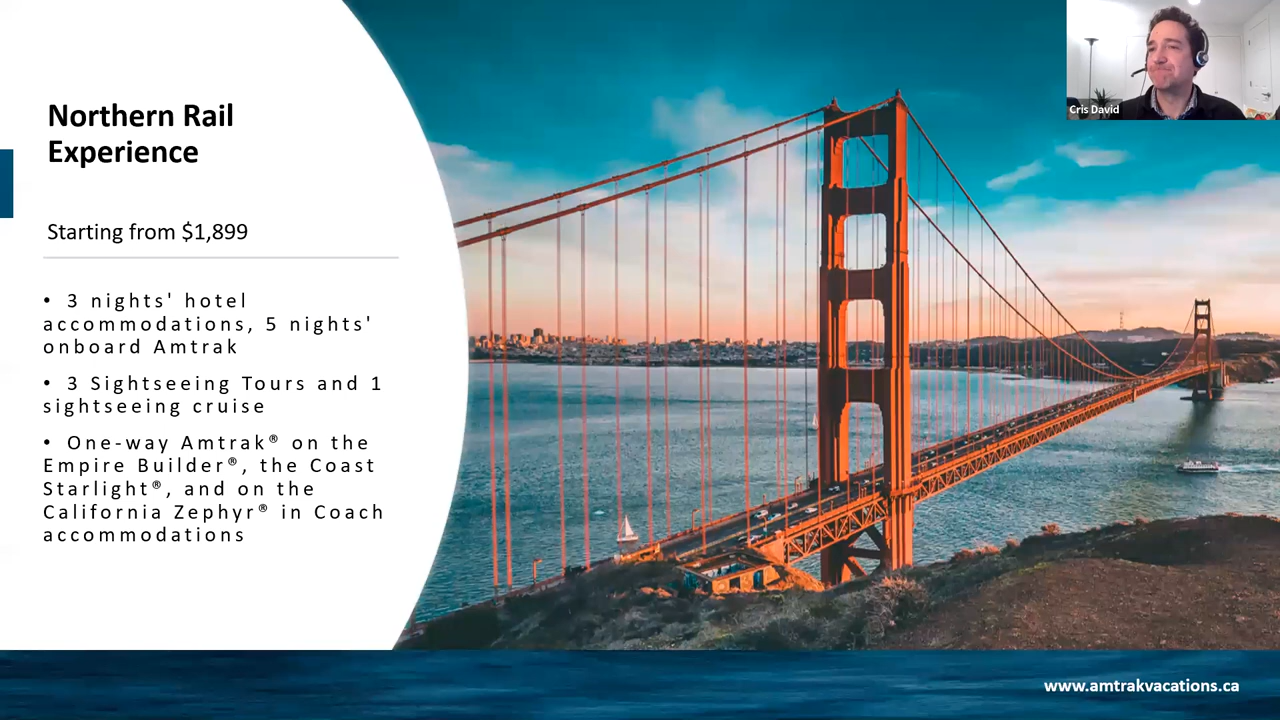 Northern Rail
Experience
Starting from $1,899
• 3 nights' hotel
accommodations, 5 nights'
onboard Amtrak
• 3 Sightseeing Tours and 1
sightseeing cruise
• One-way Amtrak® on the
Empire Builder®, the Coast
Starlight®, and on the
California Zephyr® in Coach
accommodations
Cris David
www.amtrakvacations.ca